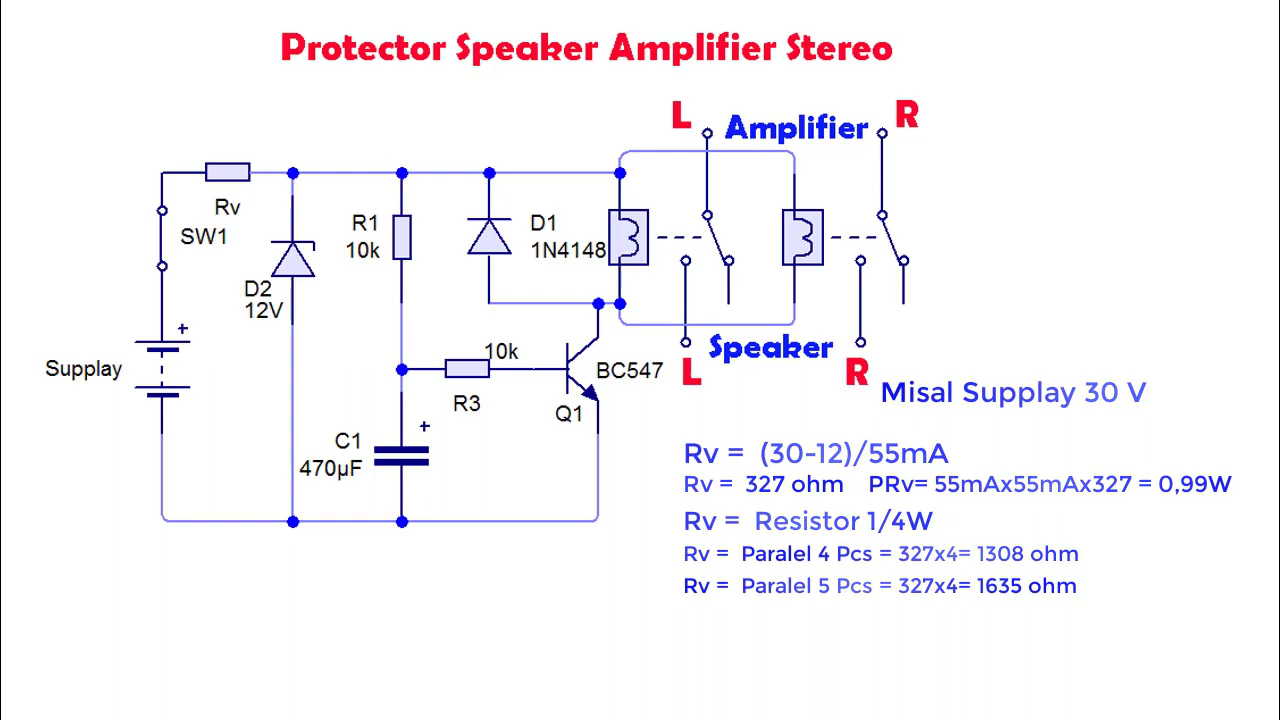 Protector Speaker Amplifier Stereo
L Amplifier R
Rv
SW1
R1
10k
D1
1N4148
D2
12V
+
Supplay
10k
R3
BC547
Q1
Speaker
L R
+
C1
470µF
Misal Supplay 30 V
Rv = (30-12)/55mA
Rv = 327 ohm PRv= 55mAx55mAx327 = 0,99W
Rv = Resistor 1/4W
Rv = Paralel 4 Pcs = 327x4= 1308 ohm
Rv = Paralel 5 Pcs = 327x4= 1635 ohm